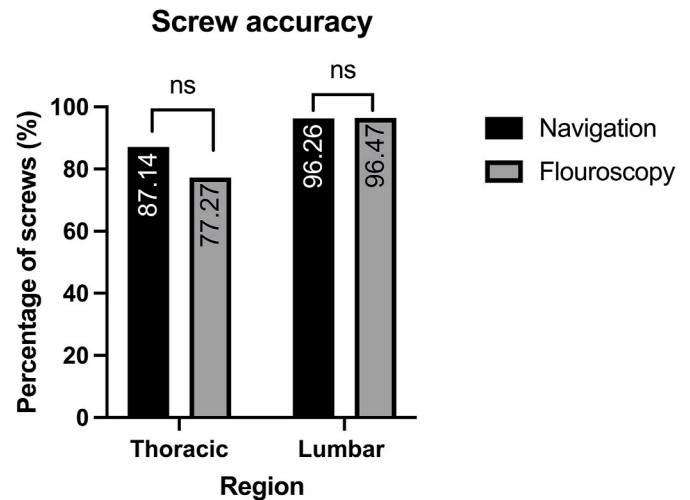 Screw accuracy
ns
ns
100
80
60
40
20
0
Percentage of screws (%)
87.14
77.27
96.26
96.47
Thoracic
Lumbar
Region
Navigation
Flouroscopy